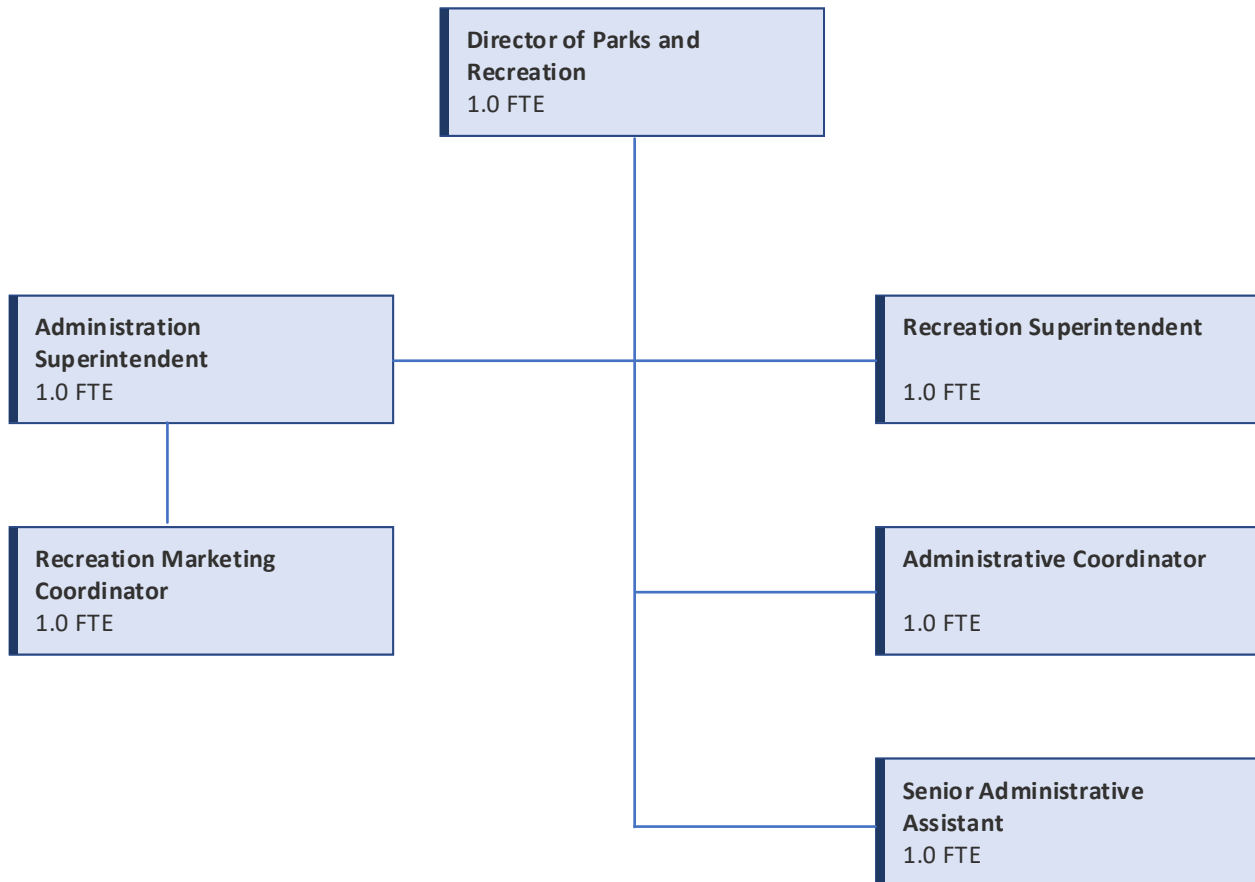 Director of Parks and
Recreation
1.0 FTE
Administration
Superintendent
1.0 FTE
Recreation Superintendent
1.0 FTE
Recreation Marketing
Coordinator
1.0 FTE
Administrative Coordinator
1.0 FTE
Senior Administrative
Assistant
1.0 FTE